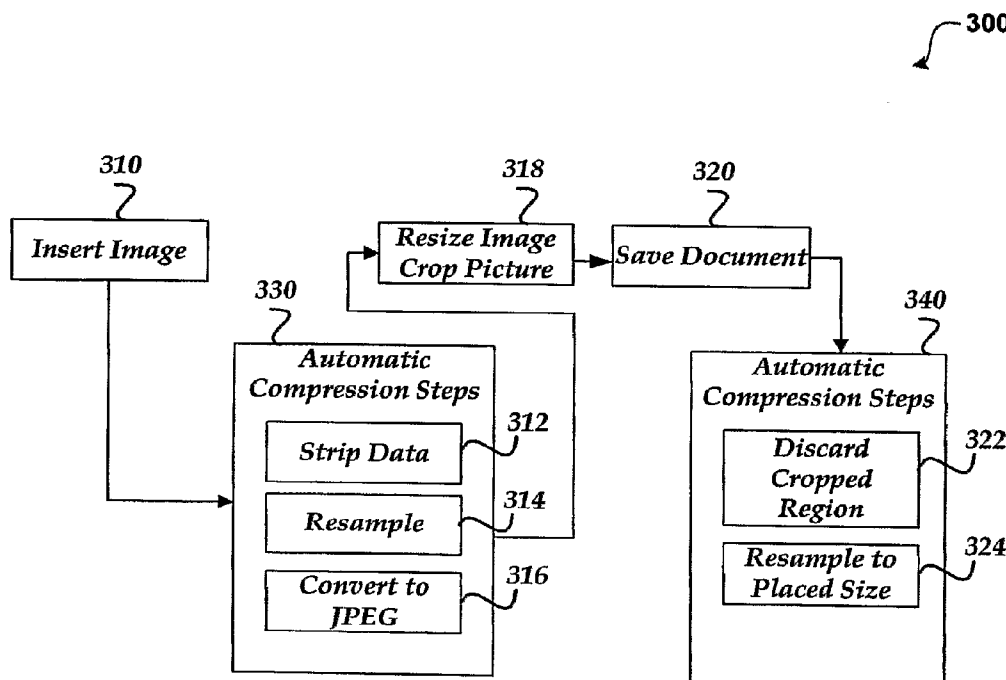 300
310
Insert Image
318
Resize Image
Crop Picture
320
Save Document
330
Automatic
Compression Steps
Strip Data
312
Resample
314
Convert to
JPEG
316
340
Automatic
Compression Steps
Discard
Cropped
Region
322
Resample to
Placed Size
324